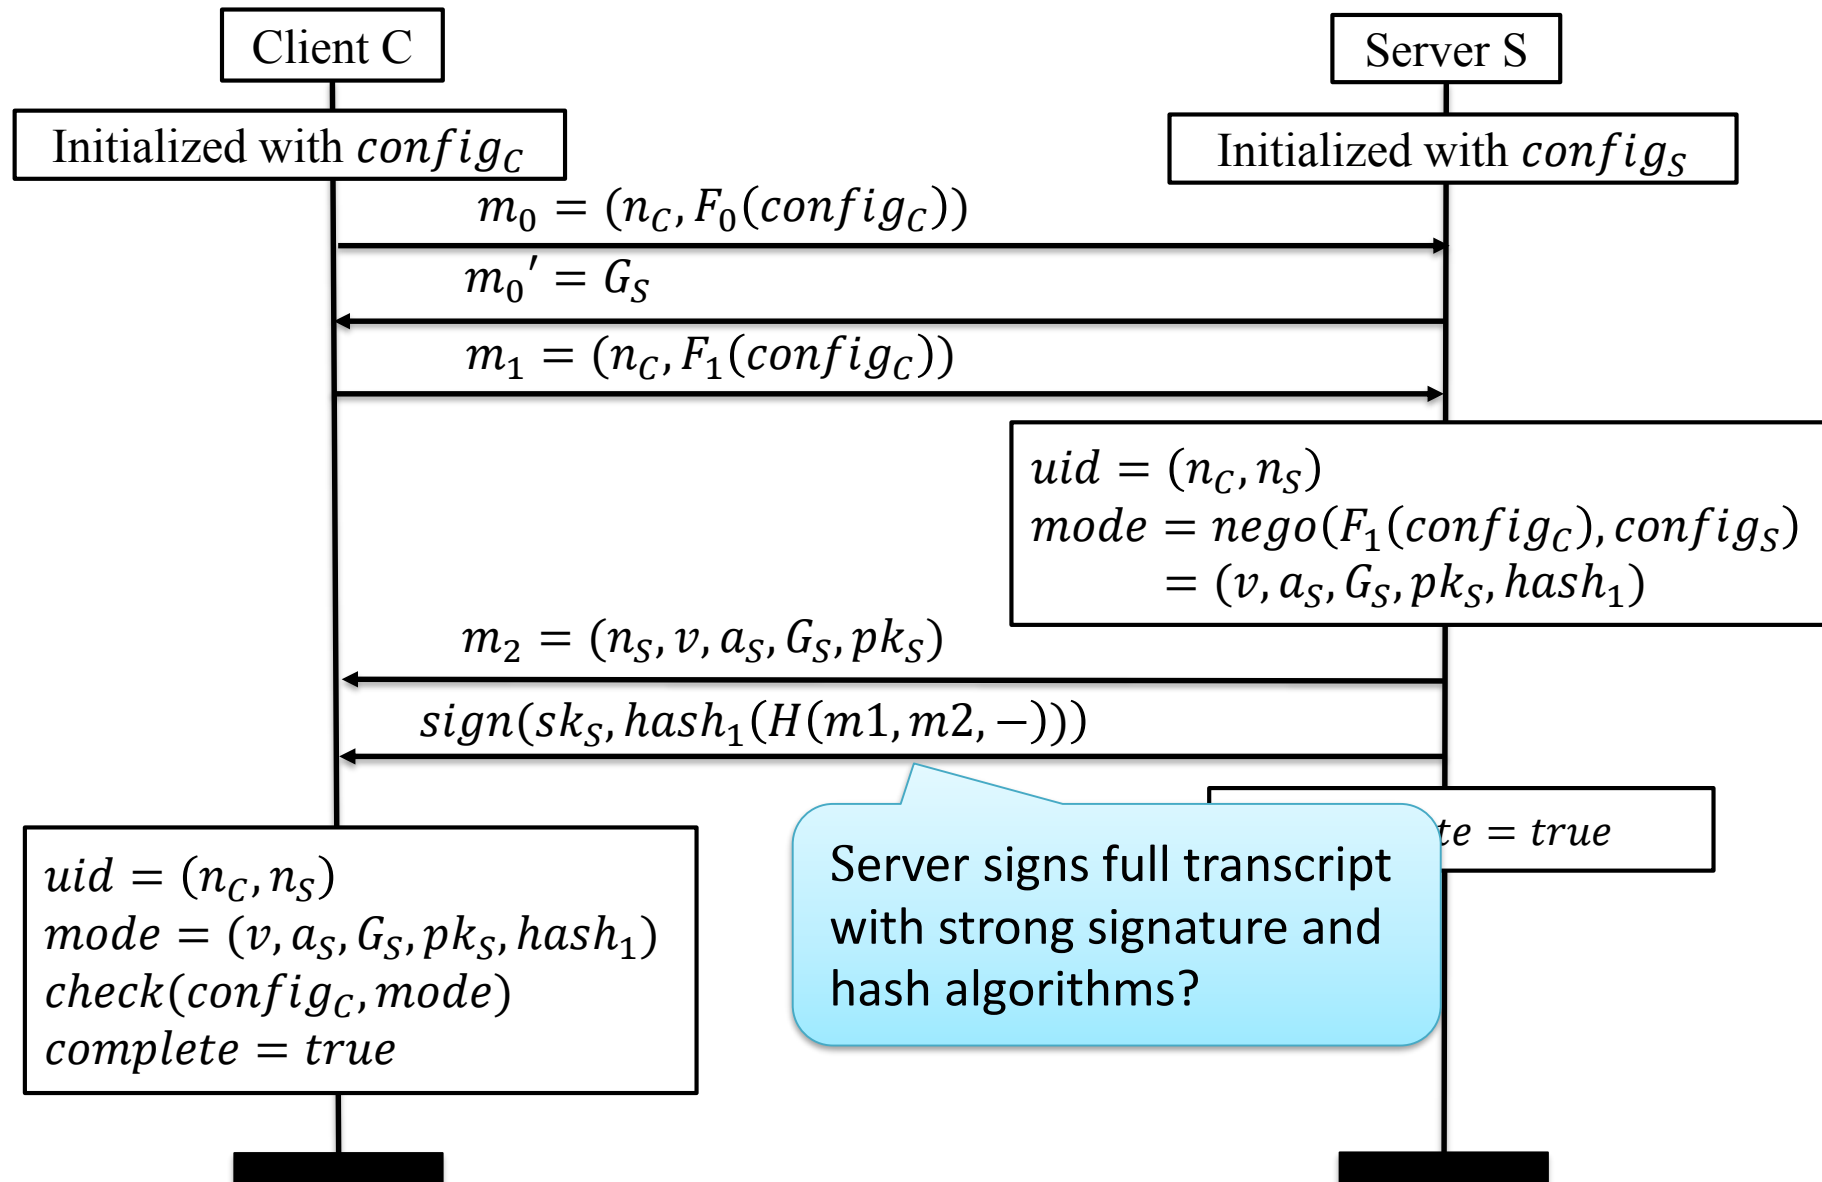 Client C
Server S
Initialized with config_C
Initialized with config_S
m_0 = (n_C, F_0(config_C))
m_0' = G_S
m_1 = (n_C, F_1(config_C))
uid = (n_C, n_S)
mode = nego(F_1(config_C), config_S)
= (v, a_S, G_S, pk_S, hash_1)
m_2 = (n_S, v, a_S, G_S, pk_S)
sign(sk_S, hash_1(H(m1, m2, −)))
te = true
Server signs full transcript
with strong signature and
hash algorithms?
uid = (n_C, n_S)
mode = (v, a_S, G_S, pk_S, hash_1)
check(config_C, mode)
complete = true